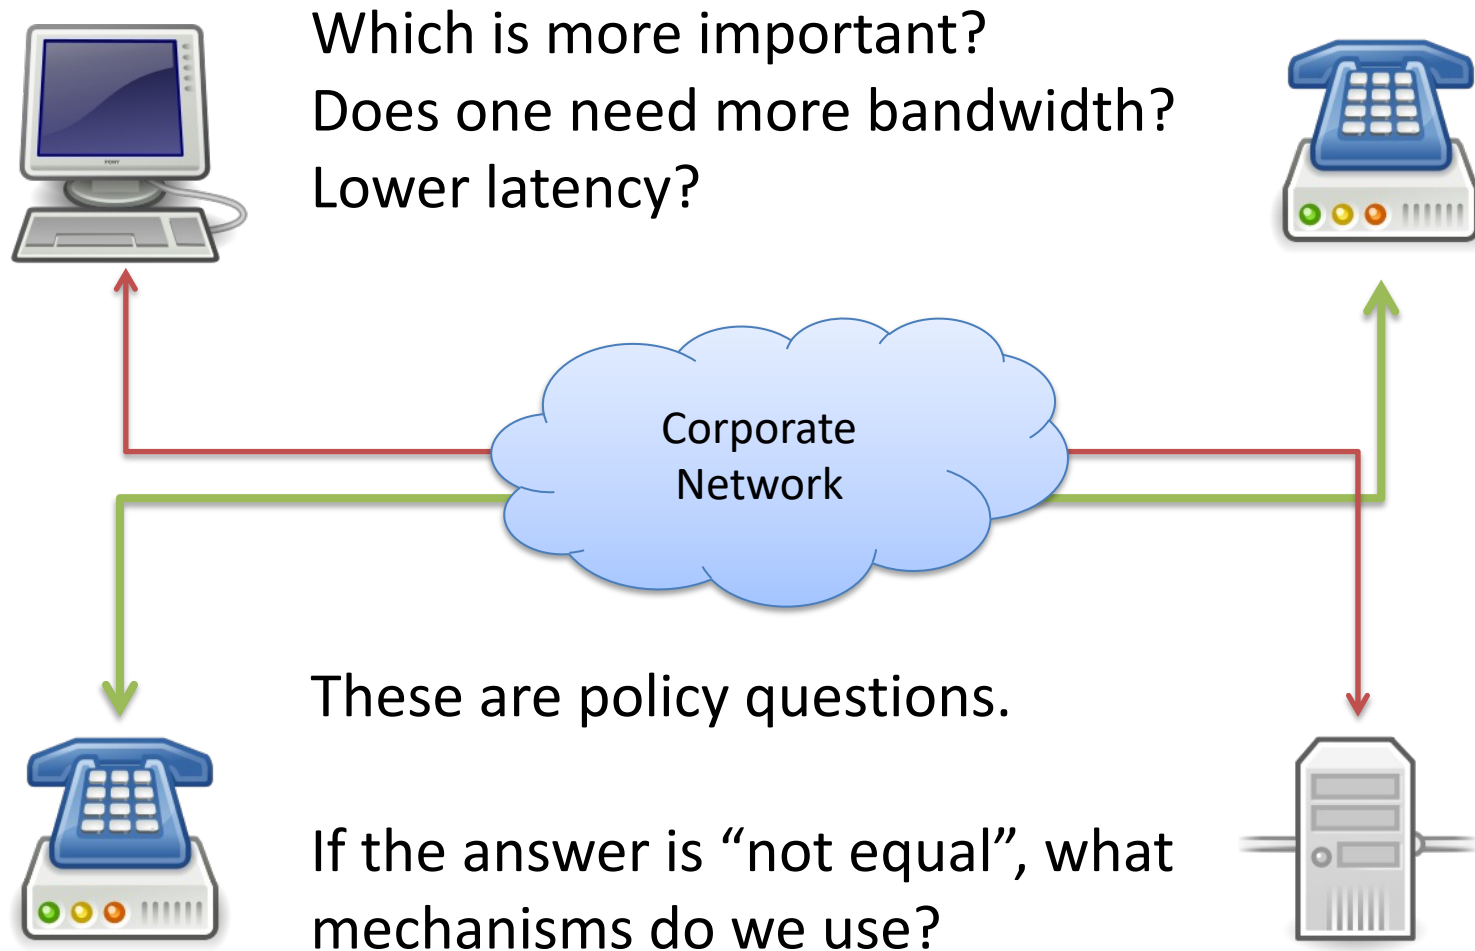 Which is more important?
Does one need more bandwidth?
Lower latency?
Corporate
Network
These are policy questions.
If the answer is “not equal”, what
mechanisms do we use?